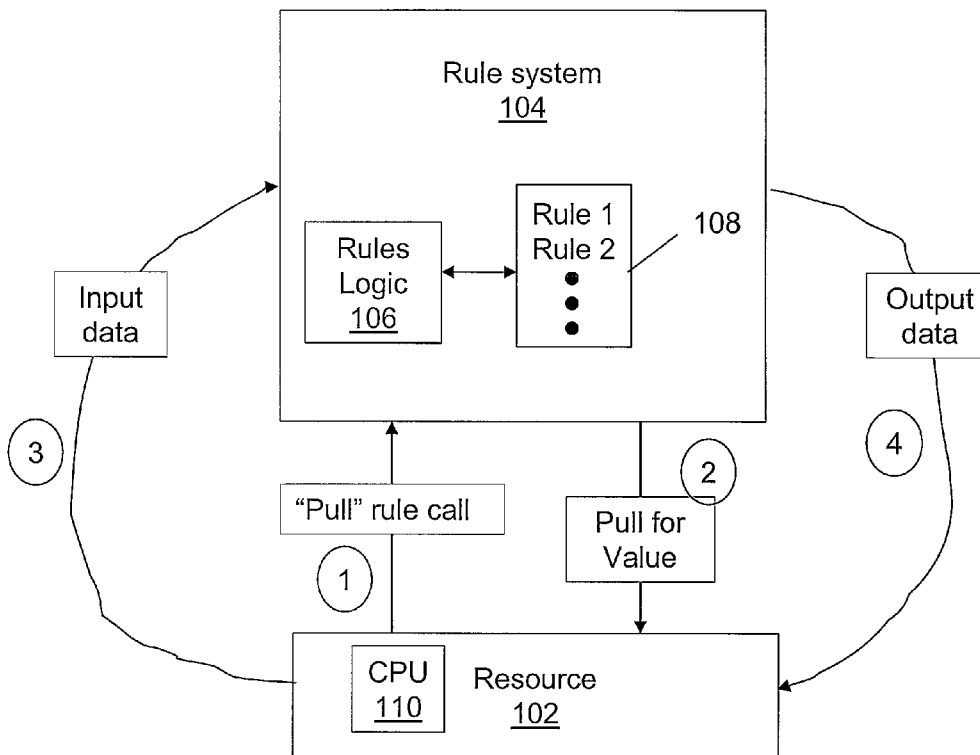 Rule system
104
Rule 1
Rule 2
108
Rules
Logic
106
Input
data
Output
data
3
4
2
"Pull" rule call
Pull for
Value
1
CPU
110
Resource
102